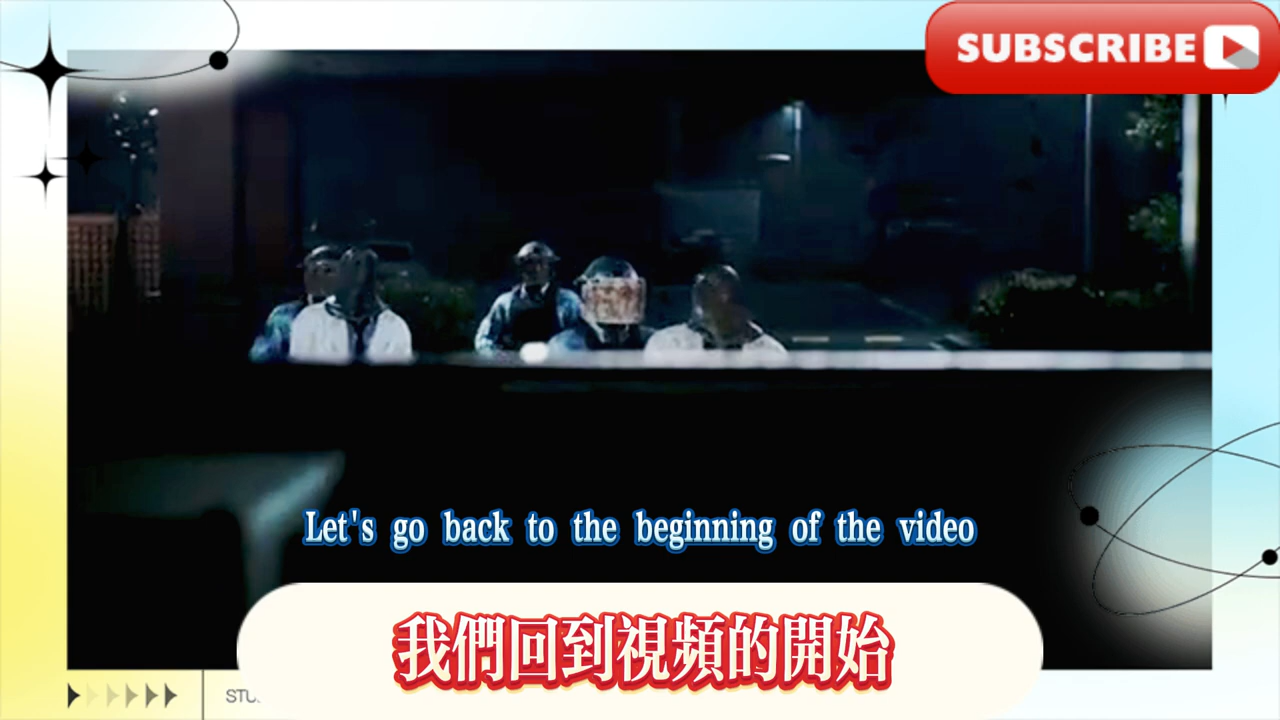 SUBSCRIBE
Let's go back to the beginning of the video
我們回到視頻的開始